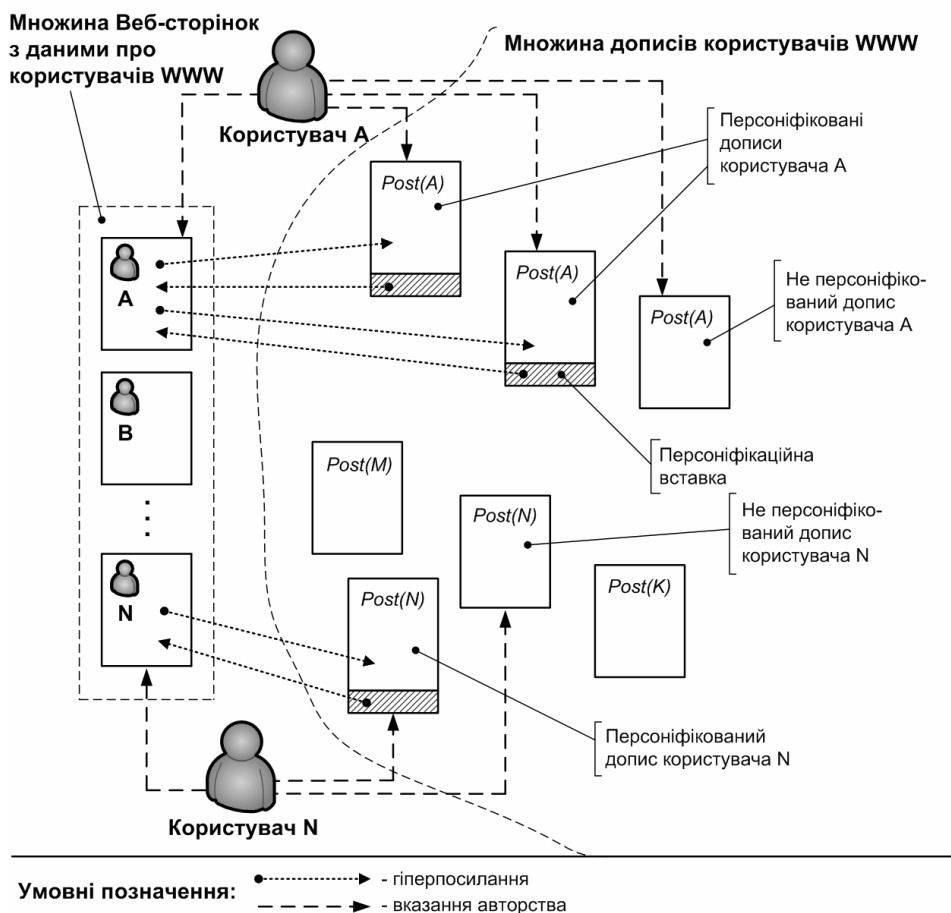 Множина Веб-сторінок
з даними про
користувачів WWW
Множина дописів користувачів WWW
Користувач А
Персоніфіковані
дописи
користувача А
Post(A)
Post(A)
Post(A)
Не персоніфіко-
ваний допис
користувача А
A
B
Персоніфікаційна
вставка
Post(M)
Post(N)
Не персоніфіко-
ваний допис
користувача N
N
Post(N)
Post(K)
Персоніфікований
допис користувача N
Користувач N
Умовні позначення:
- гіперпосилання
- вказання авторства